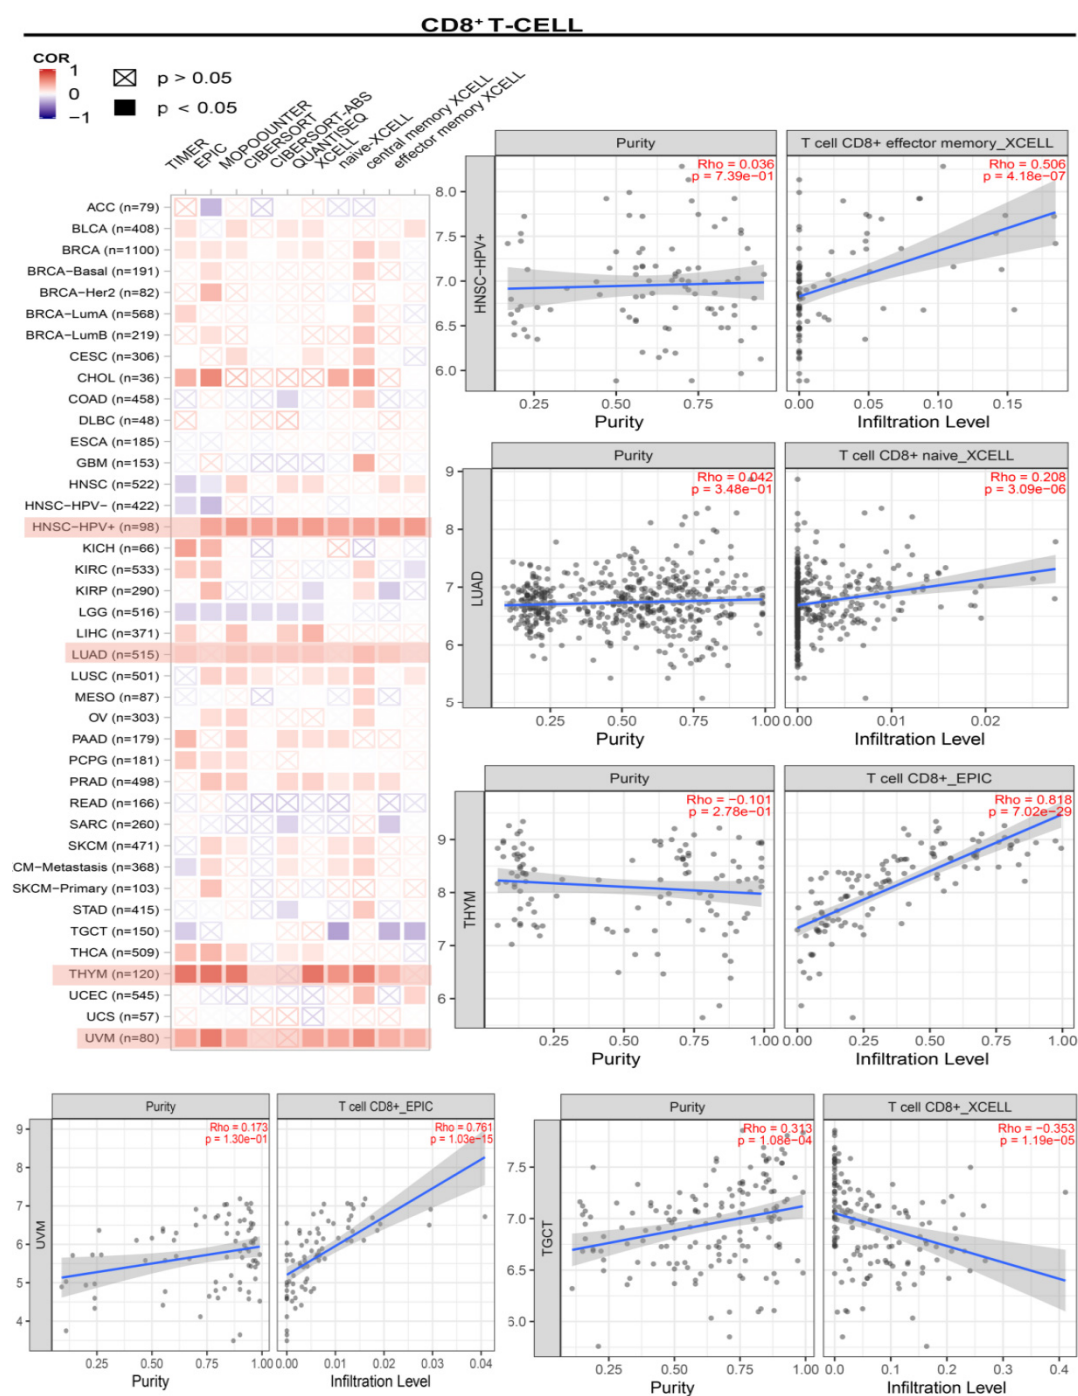 CD8+ T-CELL
COR
1
0
−1
p > 0.05
p < 0.05
TIMER
EPIC
MOPOOUNTER
CIBERSORT
CIBERSORT-ABS
QUANTISEQ
XCELL
naive-XCELL
central memory XCELL
effector memory XCELL
ACC (n=79)
BLCA (n=408)
BRCA (n=1100)
BRCA−Basal (n=191)
BRCA−Her2 (n=82)
BRCA−LumA (n=568)
BRCA−LumB (n=219)
CESC (n=306)
CHOL (n=36)
COAD (n=458)
DLBC (n=48)
ESCA (n=185)
GBM (n=153)
HNSC (n=522)
HNSC−HPV− (n=422)
HNSC−HPV+ (n=98)
KICH (n=66)
KIRC (n=533)
KIRP (n=290)
LGG (n=516)
LIHC (n=371)
LUAD (n=515)
LUSC (n=501)
MESO (n=87)
OV (n=303)
PAAD (n=179)
PCPG (n=181)
PRAD (n=498)
READ (n=166)
SARC (n=260)
SKCM (n=471)
CM−Metastasis (n=368)
SKCM−Primary (n=103)
STAD (n=415)
TGCT (n=150)
THCA (n=509)
THYM (n=120)
UCEC (n=545)
UCS (n=57)
UVM (n=80)
Purity
T cell CD8+ effector memory_XCELL
Rho = 0.036
p = 7.39e−01
Rho = 0.506
p = 4.18e−07
HNSC−HPV+
8.0
7.0
6.5
6.0
0.25 0.50 0.75
0.00 0.05 0.10 0.15
Purity
Infiltration Level
Purity
T cell CD8+ naive_XCELL
Rho = 0.042
p = 3.48e−01
Rho = 0.208
p = 3.09e−06
LUAD
9
8
7
6
5
0.25 0.50 0.75 1.00
0.00 0.01 0.02
Purity
Infiltration Level
Purity
T cell CD8+_EPIC
Rho = −0.101
p = 2.78e−01
Rho = 0.818
p = 7.02e−29
THYM
9
8
7
6
0.25 0.50 0.75 1.00
0.00 0.25 0.50 0.75 1.00
Purity
Infiltration Level
Purity
T cell CD8+_EPIC
Rho = 0.173
p = 1.30e−01
Rho = 0.761
p = 1.03e−15
UVM
9
8
7
6
5
4
0.25 0.50 0.75 1.00
0.00 0.01 0.02 0.03 0.04
Purity
Infiltration Level
Purity
T cell CD8+_XCELL
Rho = 0.313
p = 1.08e−04
Rho = −0.353
p = 1.19e−05
TGCT
7.5
7.0
6.5
5.0
0.25 0.50 0.75 1.00
0.0 0.1 0.2 0.3 0.4
Purity
Infiltration Level